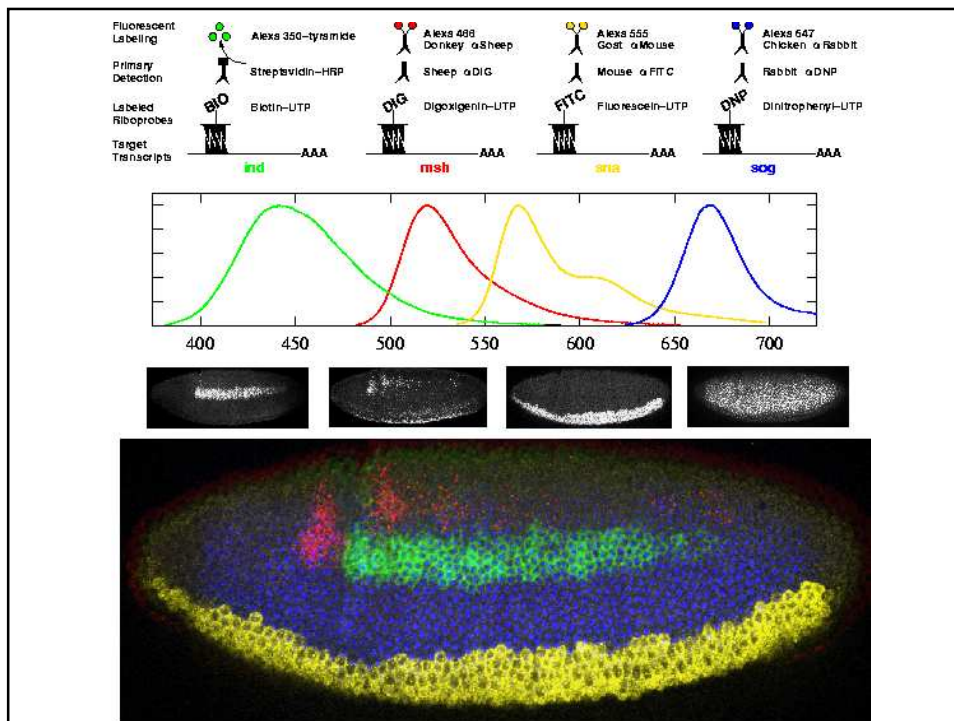 Fluorescent
Labeling
Alexa 350-tyramide
Alexa 466
Donkey αSheep
Alexa 555
Goat αMouse
Alexa 647
Chicken αRabbit
Primary
Detection
Streptavidin-HRP
Sheep αDIG
Mouse αFITC
Rabbit αDNP
Labeled
Riboprobes
BIO
Biotin-UTP
DIG
Digoxigenin-UTP
FITC
Fluorescein-UTP
DNP
Dinitrophenyl-UTP
Target
Transcripts
AAA
AAA
AAA
AAA
ind
msh
sna
sog
400 450 500 550 600 650 700